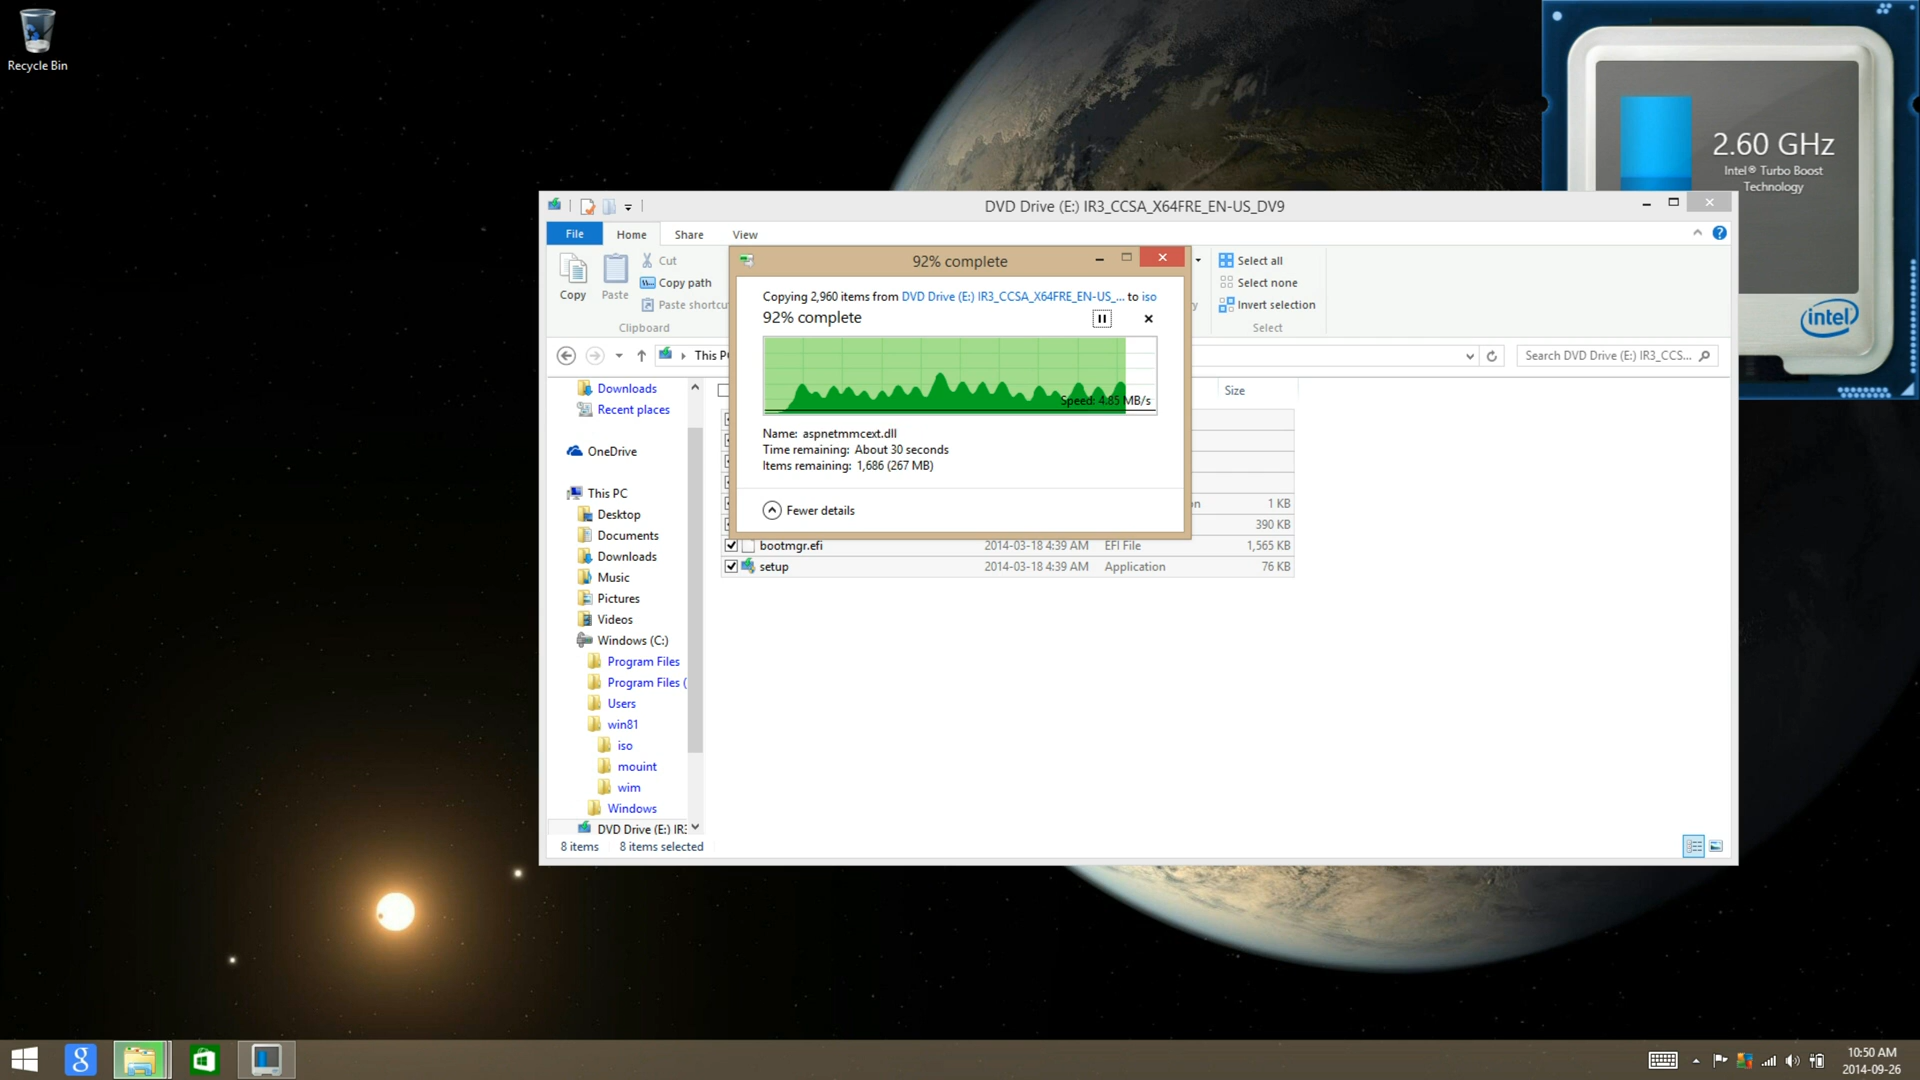 Recycle Bin
2.60 GHz
Intel® Turbo Boost
Technology
intel
DVD Drive (E:) IR3_CCSA_X64FRE_EN-US_DV9
File
Home
Share
View
Copy
Paste
Cut
Copy path
Paste shortcu
Clipboard
Select all
Select none
Invert selection
Select
92% complete
Copying 2,960 items from DVD Drive (E:) IR3_CCSA_X64FRE_EN-US_... to iso
92% complete
Speed: 4.85 MB/s
Name: aspnetmmcext.dll
Time remaining: About 30 seconds
Items remaining: 1,686 (267 MB)
Fewer details
This P
Search DVD Drive (E:) IR3_CCS...
Size
Downloads
Recent places
OneDrive
This PC
Desktop
Documents
Downloads
Music
Pictures
Videos
Windows (C:)
Program Files
Program Files (
Users
win81
iso
mouint
wim
Windows
DVD Drive (E:) IR3
on 1 KB
390 KB
bootmgr.efi 2014-03-18 4:39 AM EFI File 1,565 KB
setup 2014-03-18 4:39 AM Application 76 KB
8 items 8 items selected
10:50 AM
2014-09-26